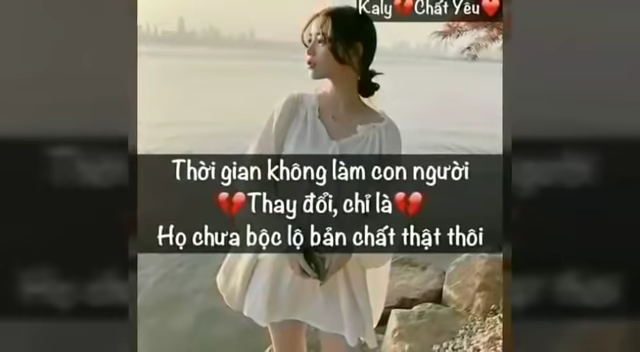 Kaly💔Chất Yêu❤
Thời gian không làm con người
💔Thay đổi, chỉ là💔
Họ chưa bộc lộ bản chất thật thôi